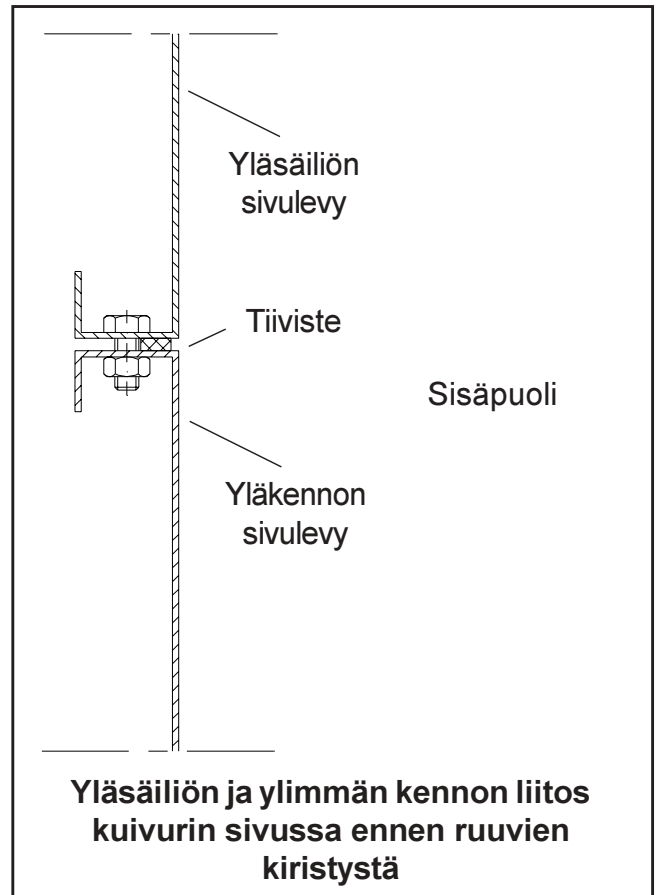 Yläsäiliön
sivulevy
Tiiviste
Sisäpuoli
Yläkennon
sivulevy
Yläsäiliön ja ylimmän kennon liitos
kuivurin sivussa ennen ruuvien
kiristystä